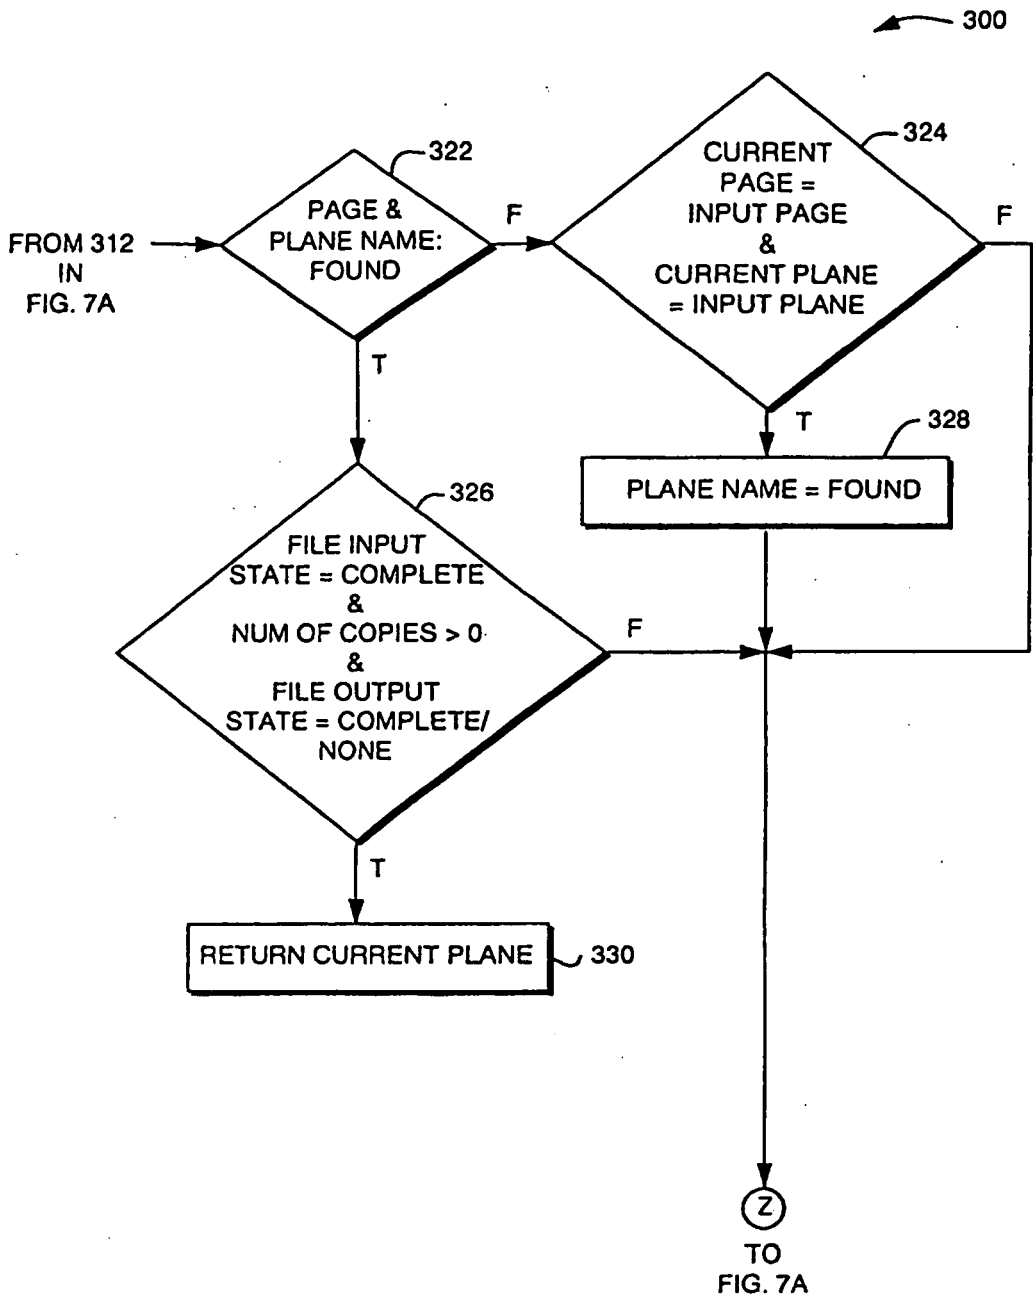 300
322
PAGE &
PLANE NAME:
FOUND
F
FROM 312
IN
FIG. 7A
T
324
CURRENT
PAGE =
INPUT PAGE
&
CURRENT PLANE
= INPUT PLANE
F
T
328
PLANE NAME = FOUND
326
FILE INPUT
STATE = COMPLETE
&
NUM OF COPIES > 0
&
FILE OUTPUT
STATE = COMPLETE/
NONE
F
T
RETURN CURRENT PLANE
330
Z
TO
FIG. 7A